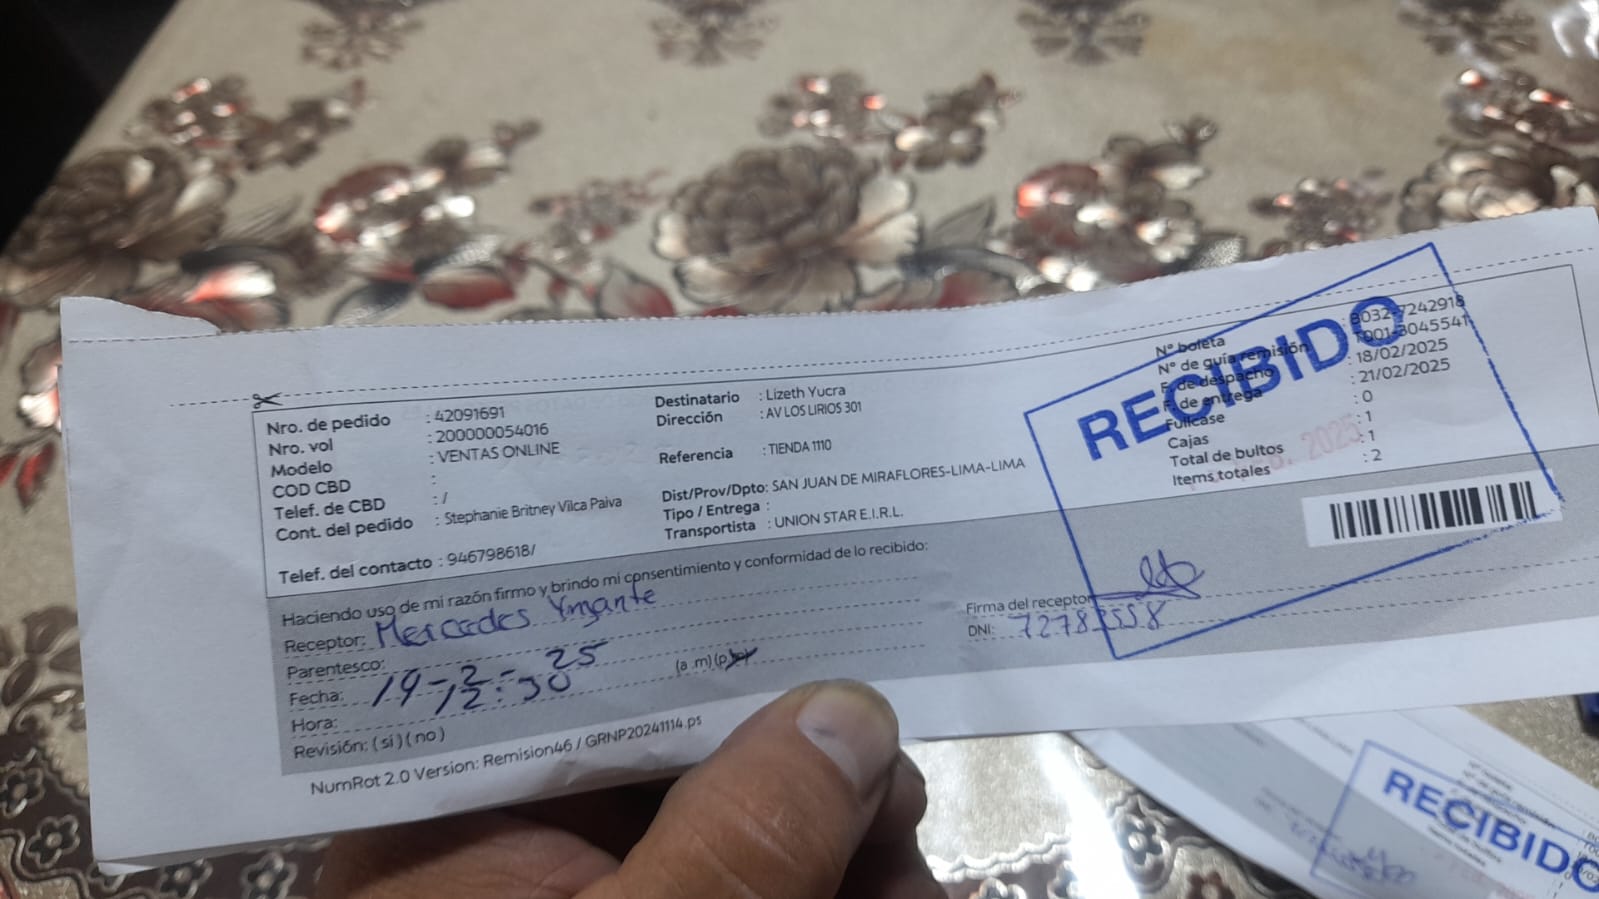 Nro. de pedido : 42091691
Nro. vol : 200000054016
Modelo : VENTAS ONLINE
COD CBD :
Telef. de CBD : /
Cont. del pedido : Stephanie Britney Vilca Paiva
Telef. del contacto : 946798618/
Destinatario : Lizeth Yucra
Dirección : AV LOS LIRIOS 301
Referencia : TIENDA 1110
Dist/Prov/Dpto: SAN JUAN DE MIRAFLORES-LIMA-LIMA
Tipo / Entrega :
Transportista : UNION STAR E.I.R.L.
N° boleta : B032-7242918
N° de guía remisión : T001-3045541
F. de despacho : 18/02/2025
F. de entrega : 21/02/2025
Fullcase : 0
Cajas : 1
Total de bultos : 1
Items totales : 2
RECIBIDO
2025
Haciendo uso de mi razón firmo y brindo mi consentimiento y conformidad de lo recibido:
Receptor: Mercedes
Parentesco:
Fecha: 19-2-25
Hora: 12:30 (a .m)(p
Revisión: (si)(no)
Firma del receptor
DNI:
NumRot 2.0 Version: Remision46 / GRNP20241114.ps
RECIBIDO